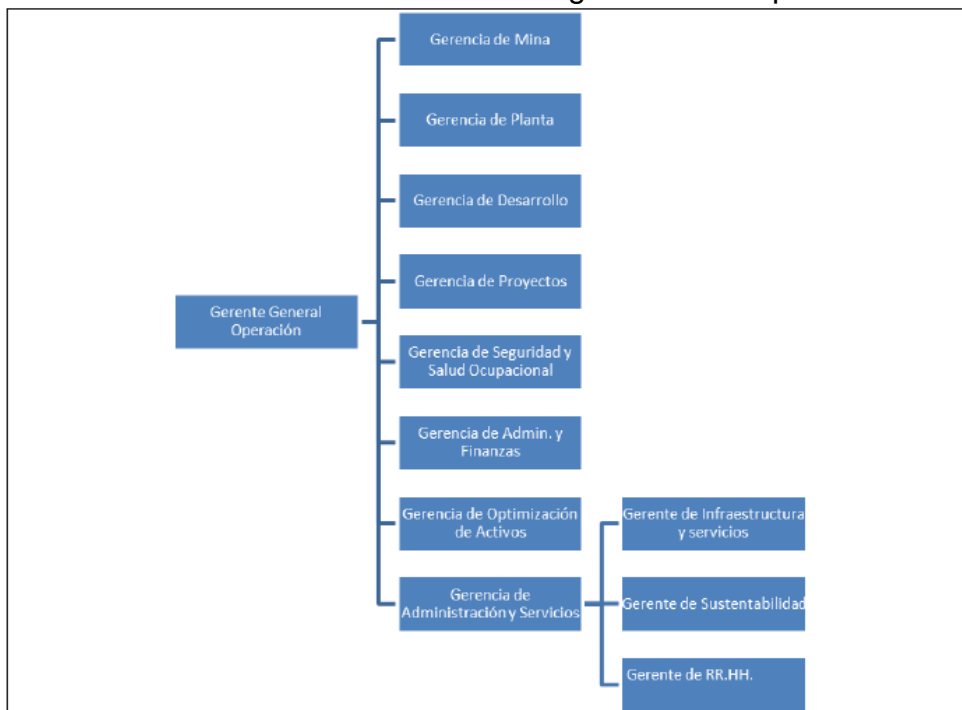 Gerencia de Mina
Gerencia de Planta
Gerencia de Desarrollo
Gerencia de Proyectos
Gerente General
Operación
Gerencia de Seguridad y
Salud Ocupacional
Gerencia de Admin. y
Finanzas
Gerencia de Optimización
de Activos
Gerencia de
Administración y Servicios
Gerente de Infraestructura
y servicios
Gerente de Sustentabilidad
Gerente de RR.HH.